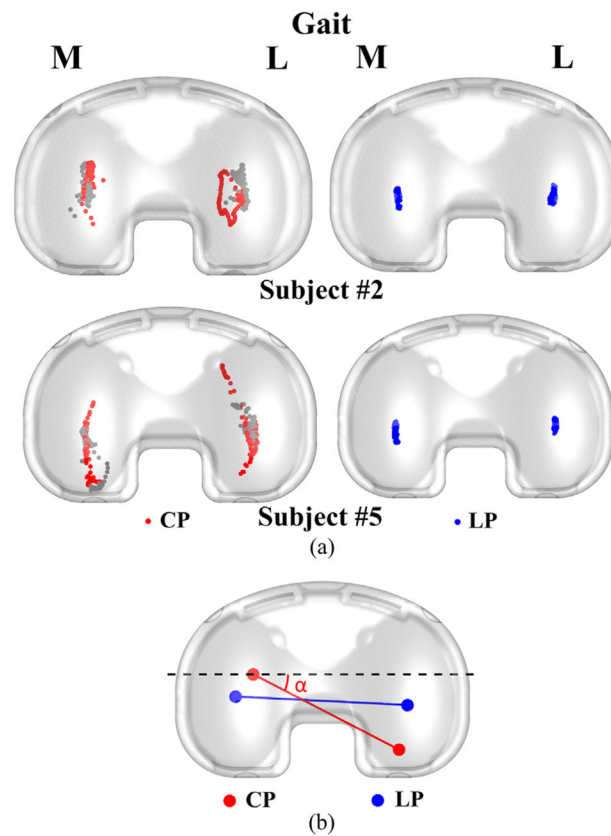 Gait
M L M L
Subject #2
Subject #5
CP LP
(a)
α
CP LP
(b)